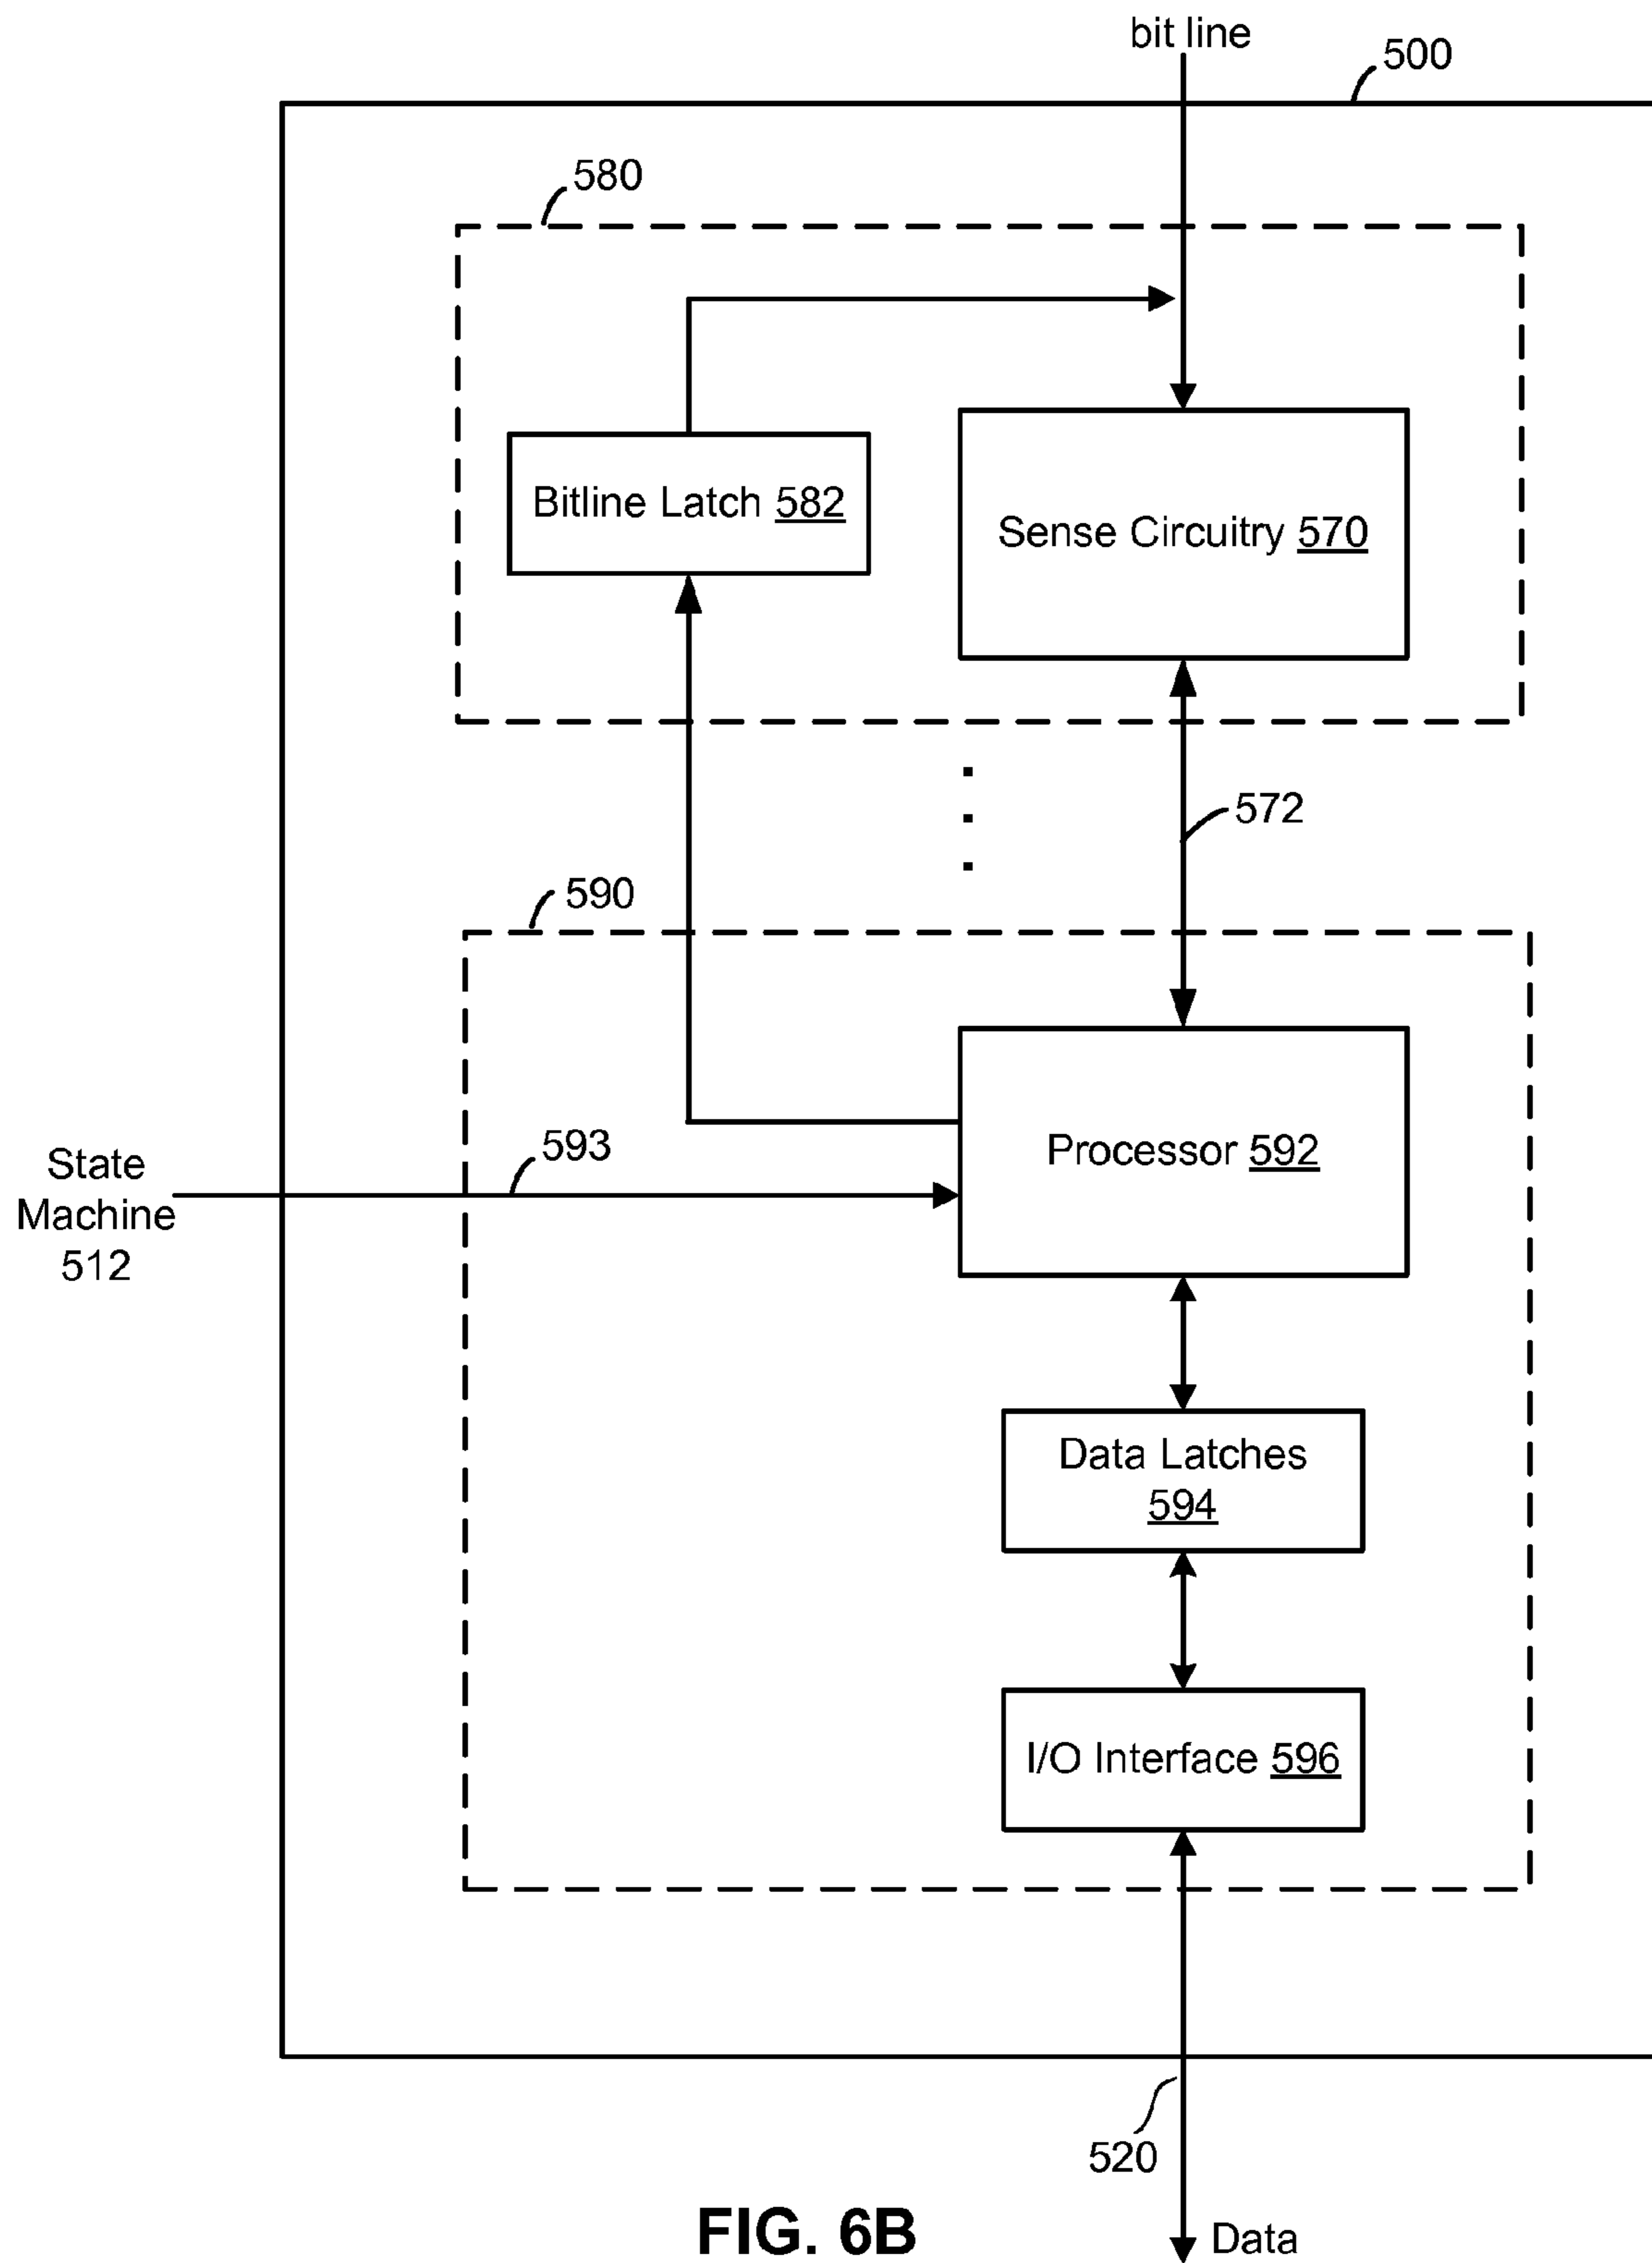 bit line
500
580
Bitline Latch 582
Sense Circuitry 570
572
590
593
State
Machine
512
Processor 592
Data Latches
594
I/O Interface 596
520
Data
FIG. 6B